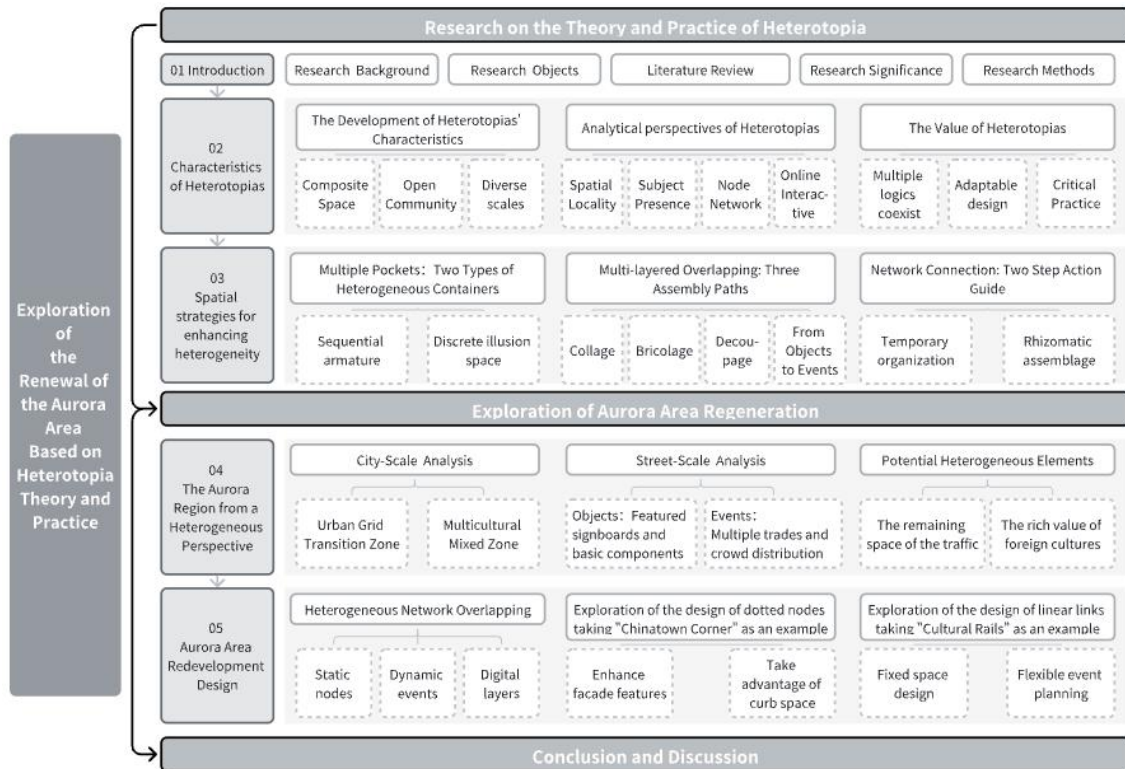 Exploration
of
the
Renewal of
the Aurora
Area
Based on
Heterotopia
Theory and
Practice
Research on the Theory and Practice of Heterotopia
01 Introduction
Research Background
Research Objects
Literature Review
Research Significance
Research Methods
02
Characteristics
of Heterotopias
The Development of Heterotopias'
Characteristics
Composite
Space
Open
Community
Diverse
scales
Analytical perspectives of Heterotopias
Spatial
Locality
Subject
Presence
Node
Network
Online
Interac-
tive
The Value of Heterotopias
Multiple
logics
coexist
Adaptable
design
Critical
Practice
03
Spatial
strategies for
enhancing
heterogeneity
Multiple Pockets: Two Types of
Heterogeneous Containers
Sequential
armature
Discrete illusion
space
Multi-layered Overlapping: Three
Assembly Paths
Collage
Bricolage
Decou-
page
From
Objects
to Events
Network Connection: Two Step Action
Guide
Temporary
organization
Rhizomatic
assemblage
Exploration of Aurora Area Regeneration
04
The Aurora
Region from a
Heterogeneous
Perspective
City-Scale Analysis
Urban Grid
Transition Zone
Multicultural
Mixed Zone
Street-Scale Analysis
Objects: Featured
signboards and
basic components
Events:
Multiple trades and
crowd distribution
Potential Heterogeneous Elements
The remaining
space of the traffic
The rich value of
foreign cultures
05
Aurora Area
Redevelopment
Design
Heterogeneous Network Overlapping
Static
nodes
Dynamic
events
Digital
layers
Exploration of the design of dotted nodes
taking "Chinatown Corner" as an example
Enhance
facade features
Take
advantage of
curb space
Exploration of the design of linear links
taking "Cultural Rails" as an example
Fixed space
design
Flexible event
planning
Conclusion and Discussion